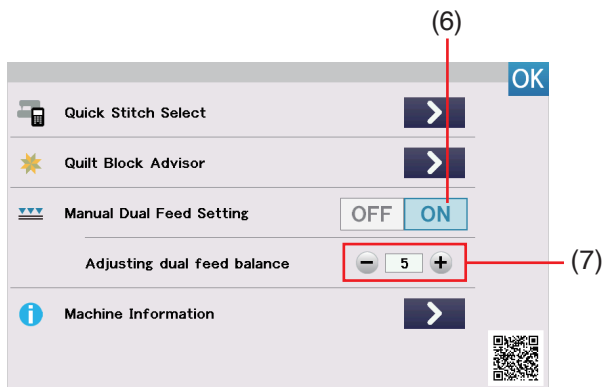 (6)
OK
Quick Stitch Select
Quilt Block Advisor
Manual Dual Feed Setting OFF ON
Adjusting dual feed balance − 5 + (7)
Machine Information